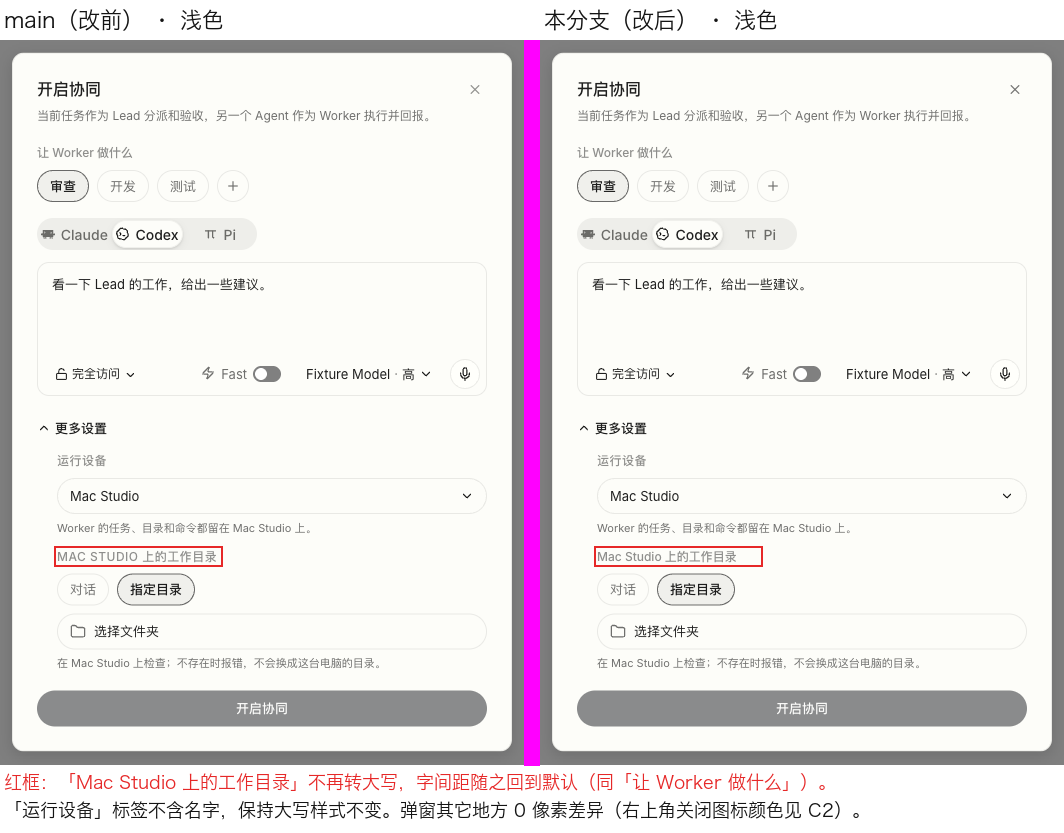 main（改前） · 浅色
本分支（改后） · 浅色
开启协同
当前任务作为 Lead 分派和验收，另一个 Agent 作为 Worker 执行并回报。
让 Worker 做什么
审查 开发 测试
Claude Codex Pi
看一下 Lead 的工作，给出一些建议。
完全访问 Fast Fixture Model · 高
更多设置
运行设备
Mac Studio
Worker 的任务、目录和命令都留在 Mac Studio 上。
MAC STUDIO 上的工作目录
对话 指定目录
选择文件夹
在 Mac Studio 上检查；不存在时报错，不会换成这台电脑的目录。
开启协同
开启协同
当前任务作为 Lead 分派和验收，另一个 Agent 作为 Worker 执行并回报。
让 Worker 做什么
审查 开发 测试
Claude Codex Pi
看一下 Lead 的工作，给出一些建议。
完全访问 Fast Fixture Model · 高
更多设置
运行设备
Mac Studio
Worker 的任务、目录和命令都留在 Mac Studio 上。
Mac Studio 上的工作目录
对话 指定目录
选择文件夹
在 Mac Studio 上检查；不存在时报错，不会换成这台电脑的目录。
开启协同
红框：「Mac Studio 上的工作目录」不再转大写，字间距随之回到默认（同「让 Worker 做什么」）。
「运行设备」标签不含名字，保持大写样式不变。弹窗其它地方 0 像素差异（右上角关闭图标颜色见 C2）。